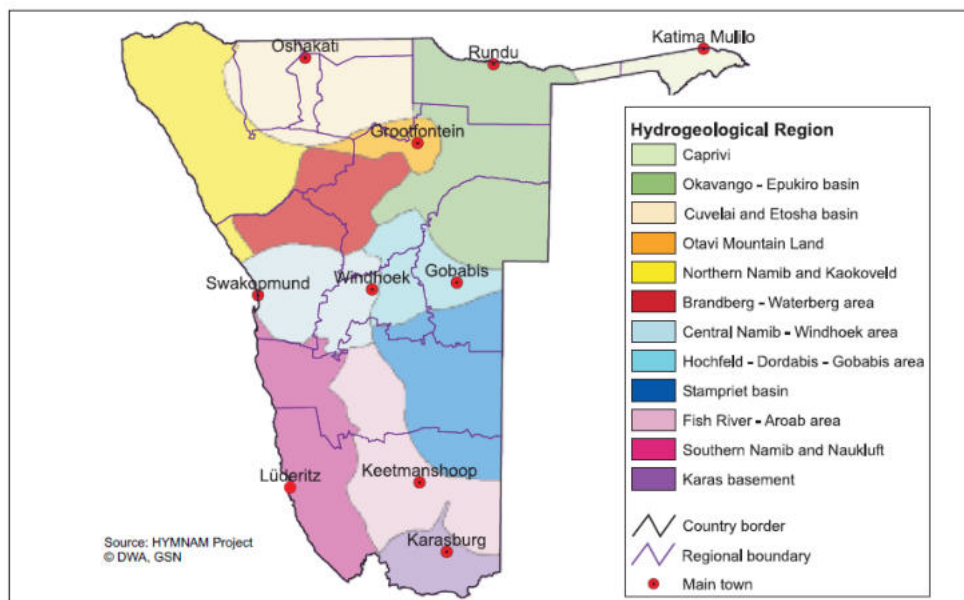 Oshakati
Rundu
Katima Mulilo
Grootfontein
Swakopmund
Windhoek
Gobabis
Lüderitz
Keetmanshoop
Karasburg
Source: HYMNAM Project
© DWA, GSN
Hydrogeological Region
Caprivi
Okavango - Epukiro basin
Cuvelai and Etosha basin
Otavi Mountain Land
Northern Namib and Kaokoveld
Brandberg - Waterberg area
Central Namib - Windhoek area
Hochfeld - Dordabis - Gobabis area
Stampriet basin
Fish River - Aroab area
Southern Namib and Naukluft
Karas basement
Country border
Regional boundary
Main town